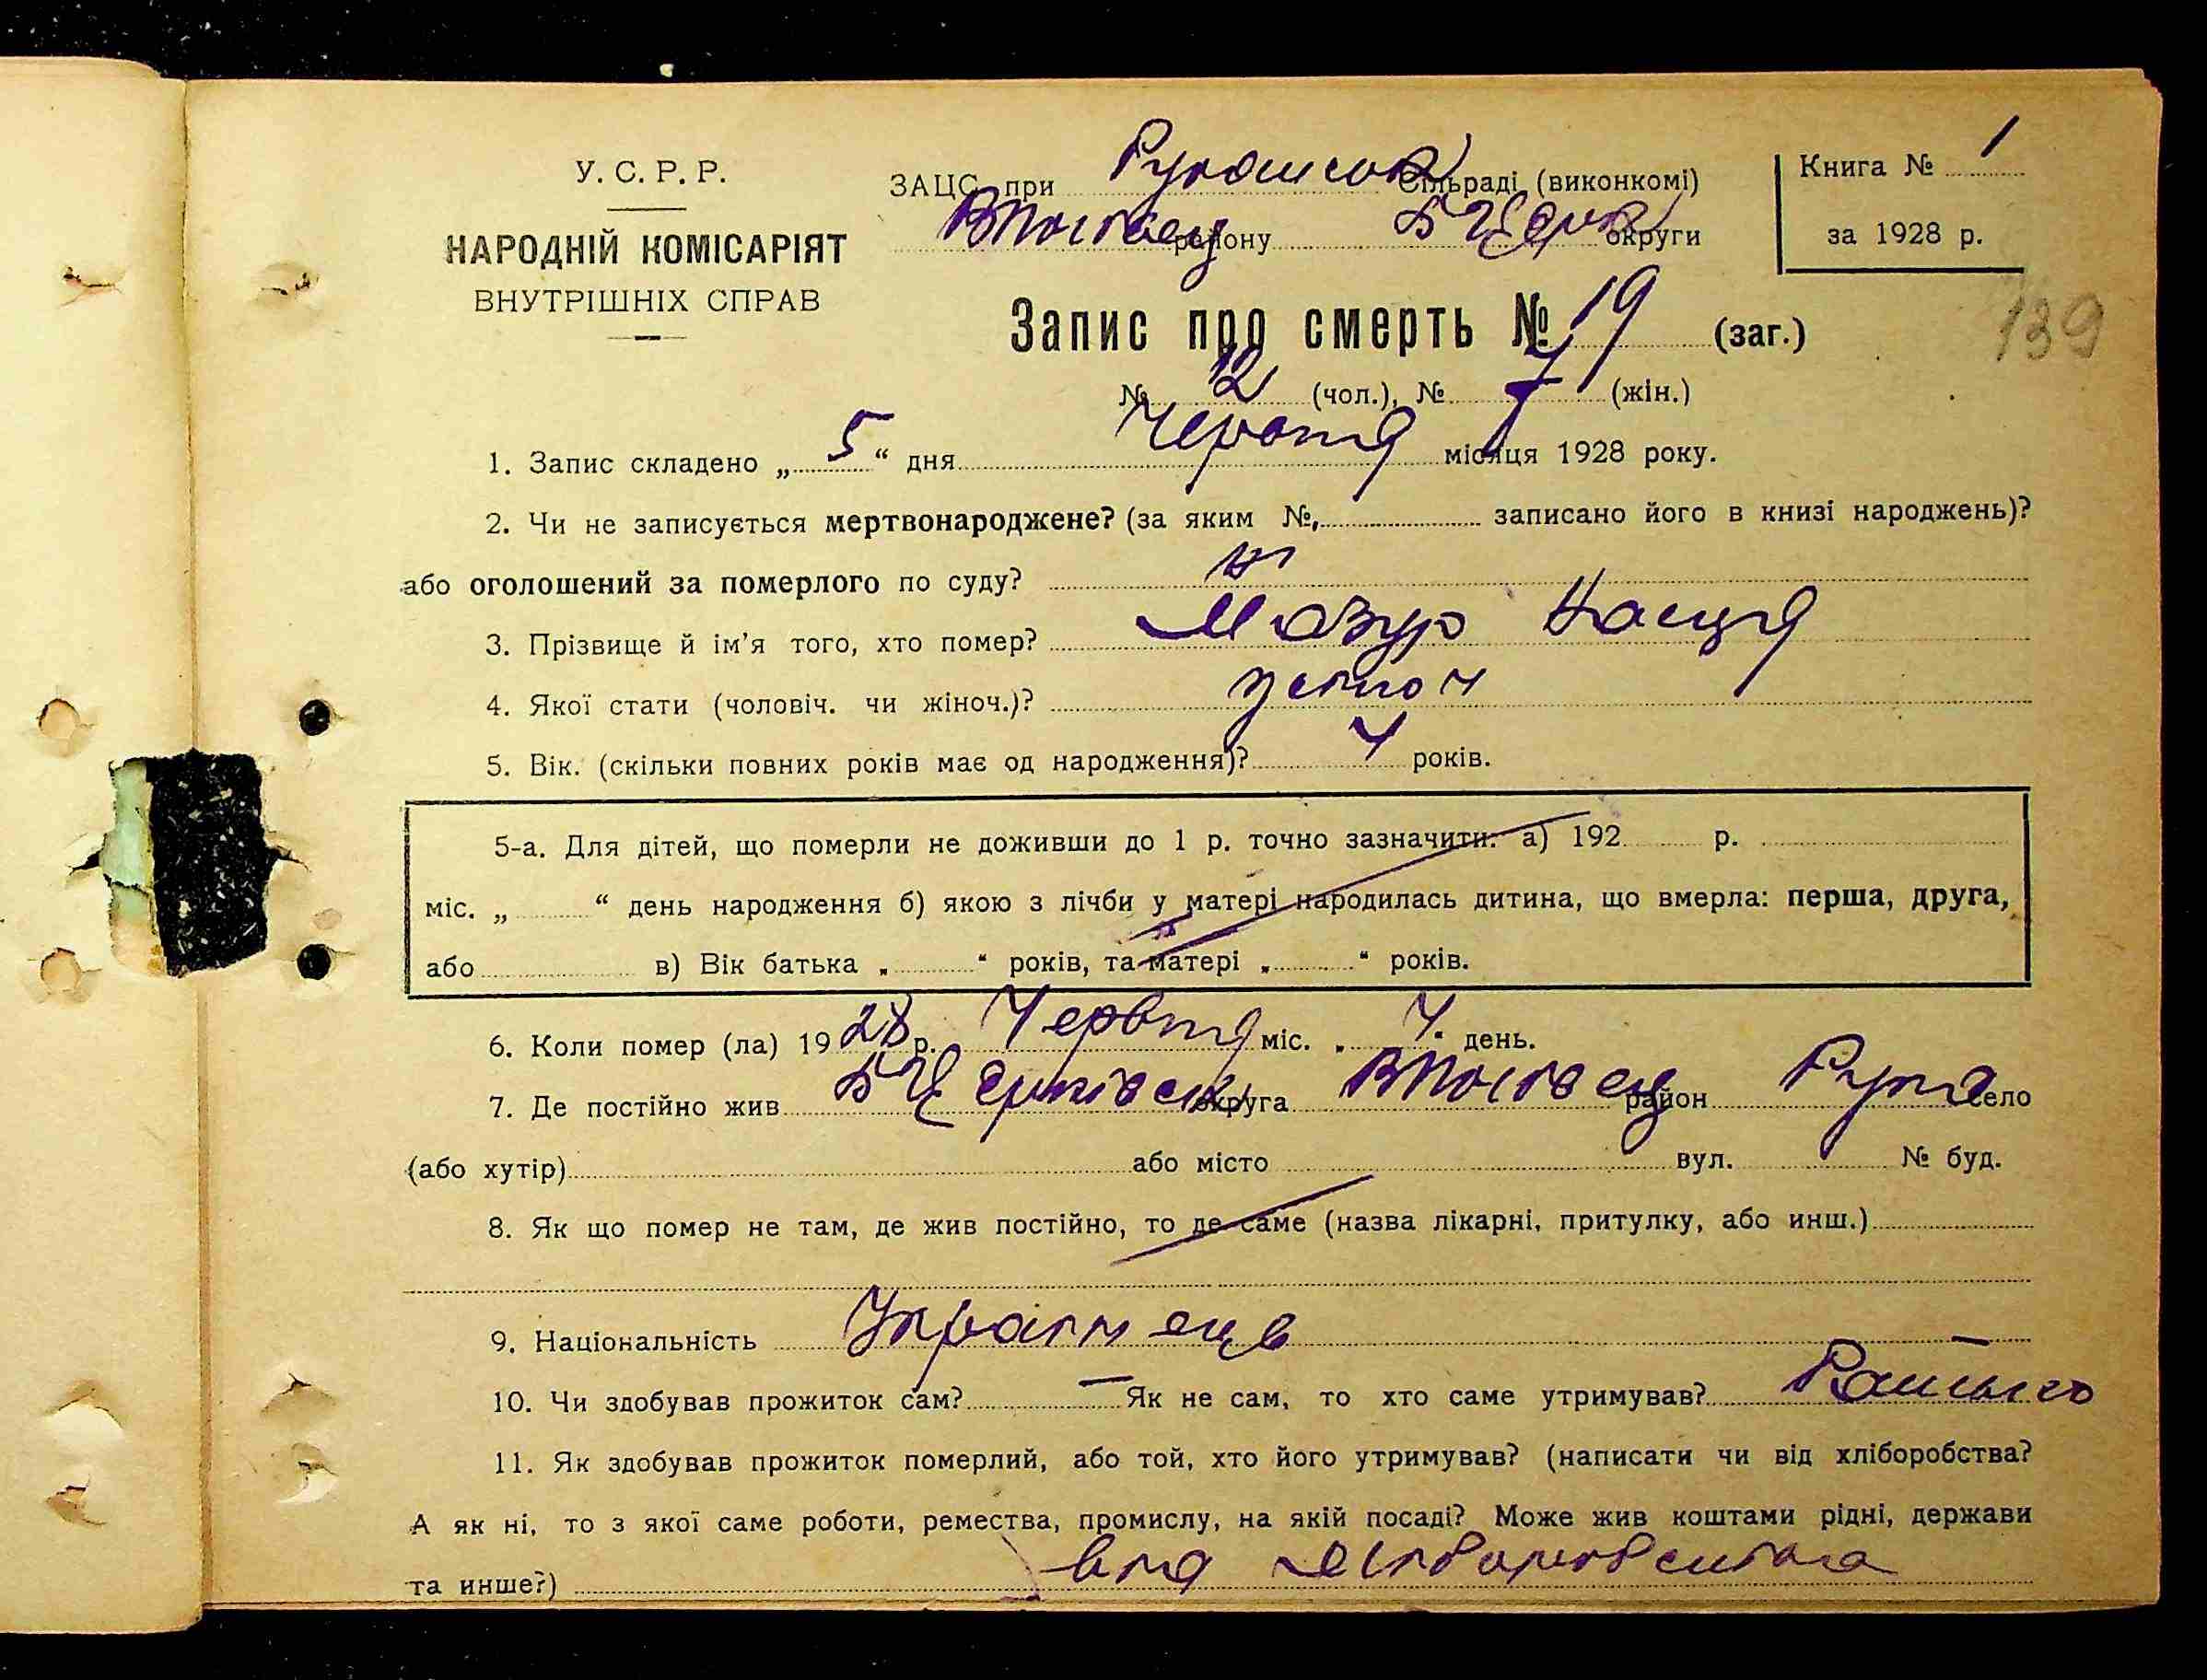 У. С. Р. Р.
НАРОДНІЙ КОМІСАРІЯТ
ВНУТРІШНІХ СПРАВ
ЗАЦС при Сільраді (виконкомі)
району Б Церк округи
Книга № 1
за 1928 р.
139
Запис про смерть № 19 (заг.)
№ 12 (чол.), № 7 (жін.)
1. Запис складено „ 5 “ дня Червня місяця 1928 року.
2. Чи не записується мертвонароджене? (за яким №, записано його в книзі народжень)?
або оголошений за померлого по суду?
3. Прізвище й ім’я того, хто помер? Мазур Насця
4. Якої стати (чоловіч. чи жіноч.)? жіноч
5. Вік. (скільки повних років має од народження)? 4 років.
5-а. Для дітей, що померли не доживши до 1 р. точно зазначити: а) 192 р.
міс. „ “ день народження б) якою з лічби у матері народилась дитина, що вмерла: перша, друга,
або в) Вік батька „ “ років, та матері „ “ років.
6. Коли помер (ла) 1928 р. Червня міс. „ 4 “ день.
7. Де постійно жив Б Церківськ округа район село
(або хутір) або місто вул. № буд.
8. Як що помер не там, де жив постійно, то де саме (назва лікарні, притулку, або инш.)
9. Національність Українець
10. Чи здобував прожиток сам? — Як не сам, то хто саме утримував? Батько
11. Як здобував прожиток померлий, або той, хто його утримував? (написати чи від хліборобства?
А як ні, то з якої саме роботи, ремества, промислу, на якій посаді? Може жив коштами рідні, держави
та инше?) від хліборобства